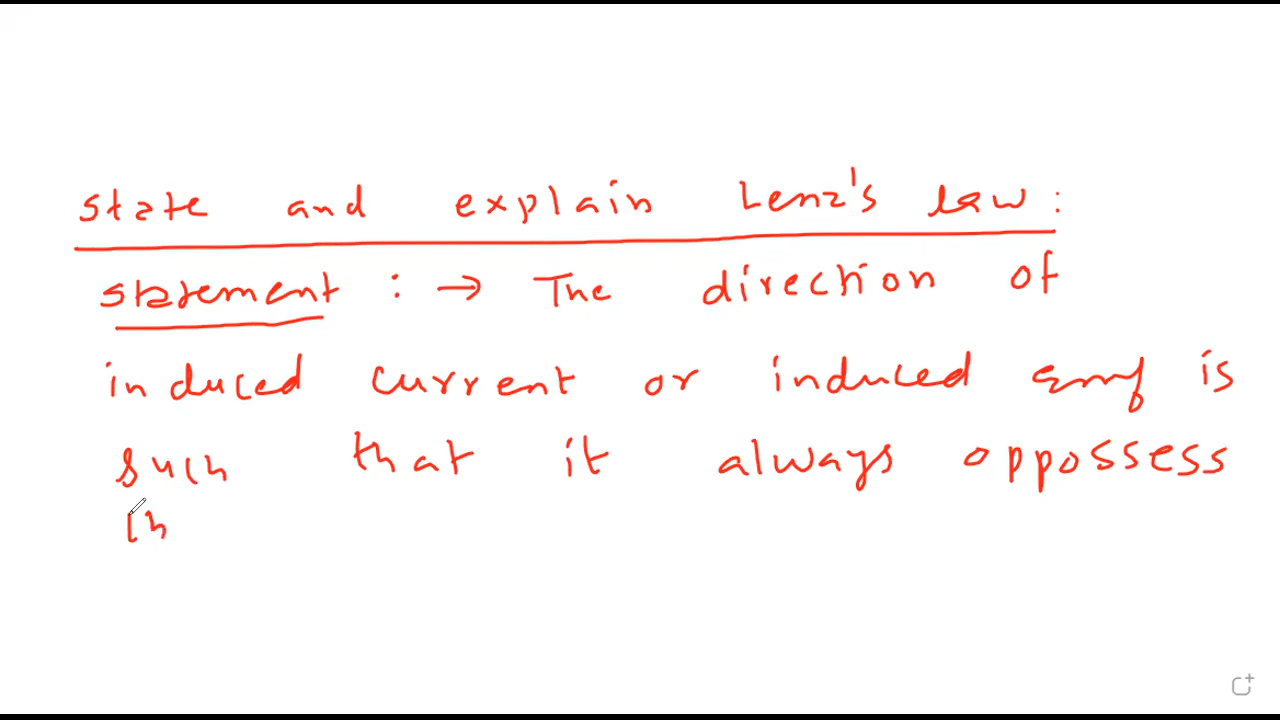 state and explain Lenz's law :
statement : → The direction of
induced current or induced emf is
such that it always oppossess
th